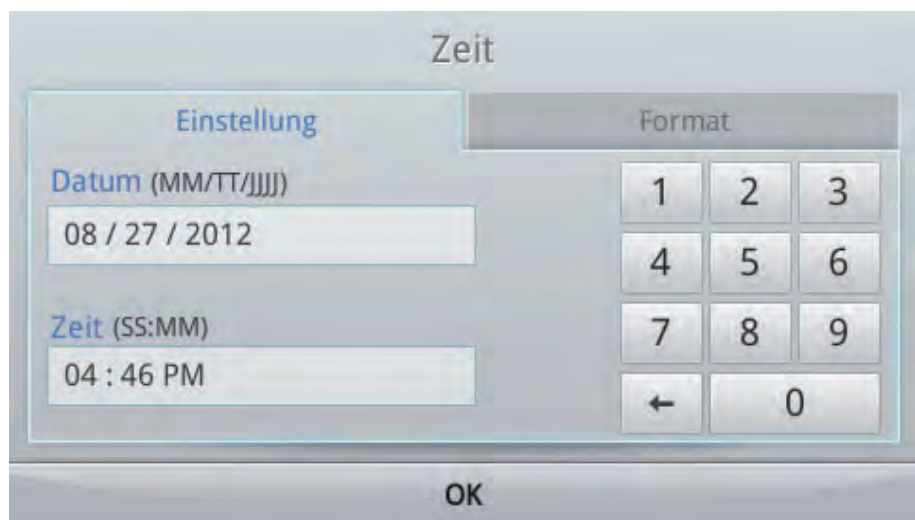 Zeit
Einstellung
Format
Datum (MM/TT/JJJJ)
08 / 27 / 2012
Zeit (SS:MM)
04 : 46 PM
1 2 3
4 5 6
7 8 9
← 0
OK